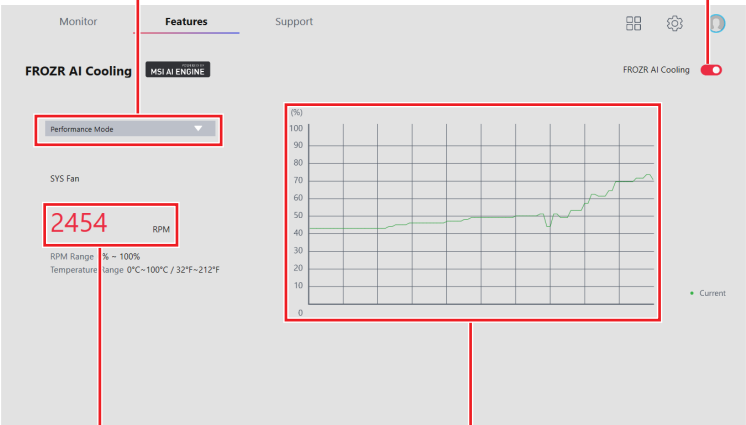 Monitor
Features
Support
FROZR AI Cooling
POWERED BY
MSI AI ENGINE
FROZR AI Cooling
Performance Mode
(%)
100
90
80
70
60
50
40
30
20
10
0
SYS Fan
2454 RPM
RPM Range % ~ 100%
Temperature Range 0°C~100°C / 32°F~212°F
Current